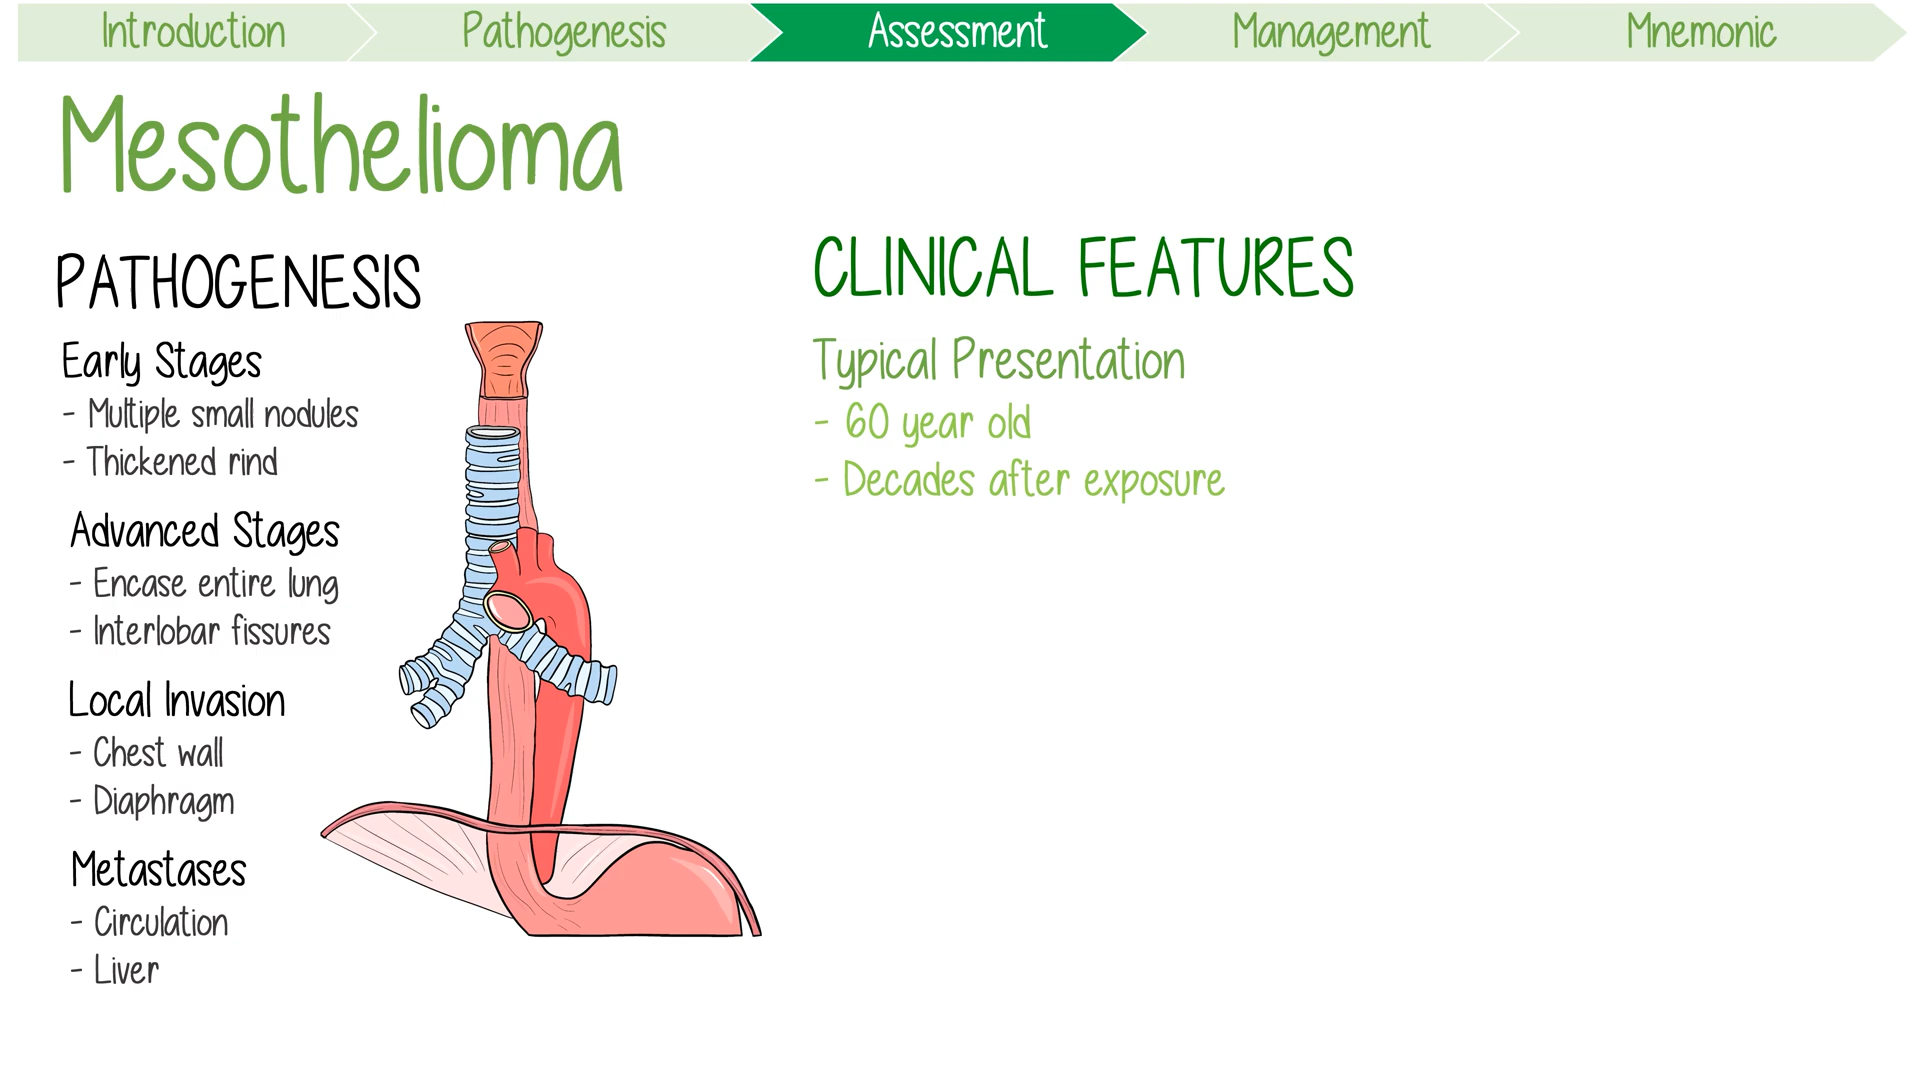 Introduction
Pathogenesis
Assessment
Management
Mnemonic
Mesothelioma
PATHOGENESIS
Early Stages
- Multiple small nodules
- Thickened rind
Advanced Stages
- Encase entire lung
- Interlobar fissures
Local Invasion
- Chest wall
- Diaphragm
Metastases
- Circulation
- Liver
CLINICAL FEATURES
Typical Presentation
- 60 year old
- Decades after exposure